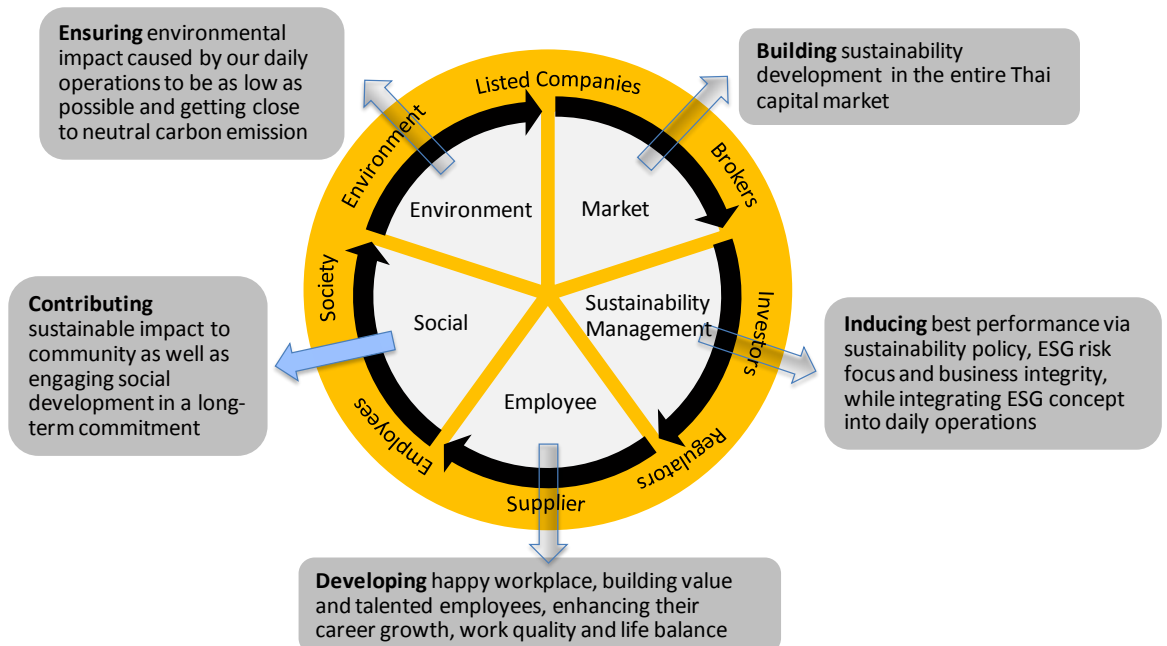 Ensuring environmental
impact caused by our daily
operations to be as low as
possible and getting close
to neutral carbon emission
Building sustainability
development in the entire Thai
capital market
Listed Companies
Environment
Brokers
Environment
Market
Society
Contributing
sustainable impact to
community as well as
engaging social
development in a long-
term commitment
Social
Sustainability
Management
Investors
Inducing best performance via
sustainability policy, ESG risk
focus and business integrity,
while integrating ESG concept
into daily operations
Employee
Employees
Regulators
Supplier
Developing happy workplace, building value
and talented employees, enhancing their
career growth, work quality and life balance